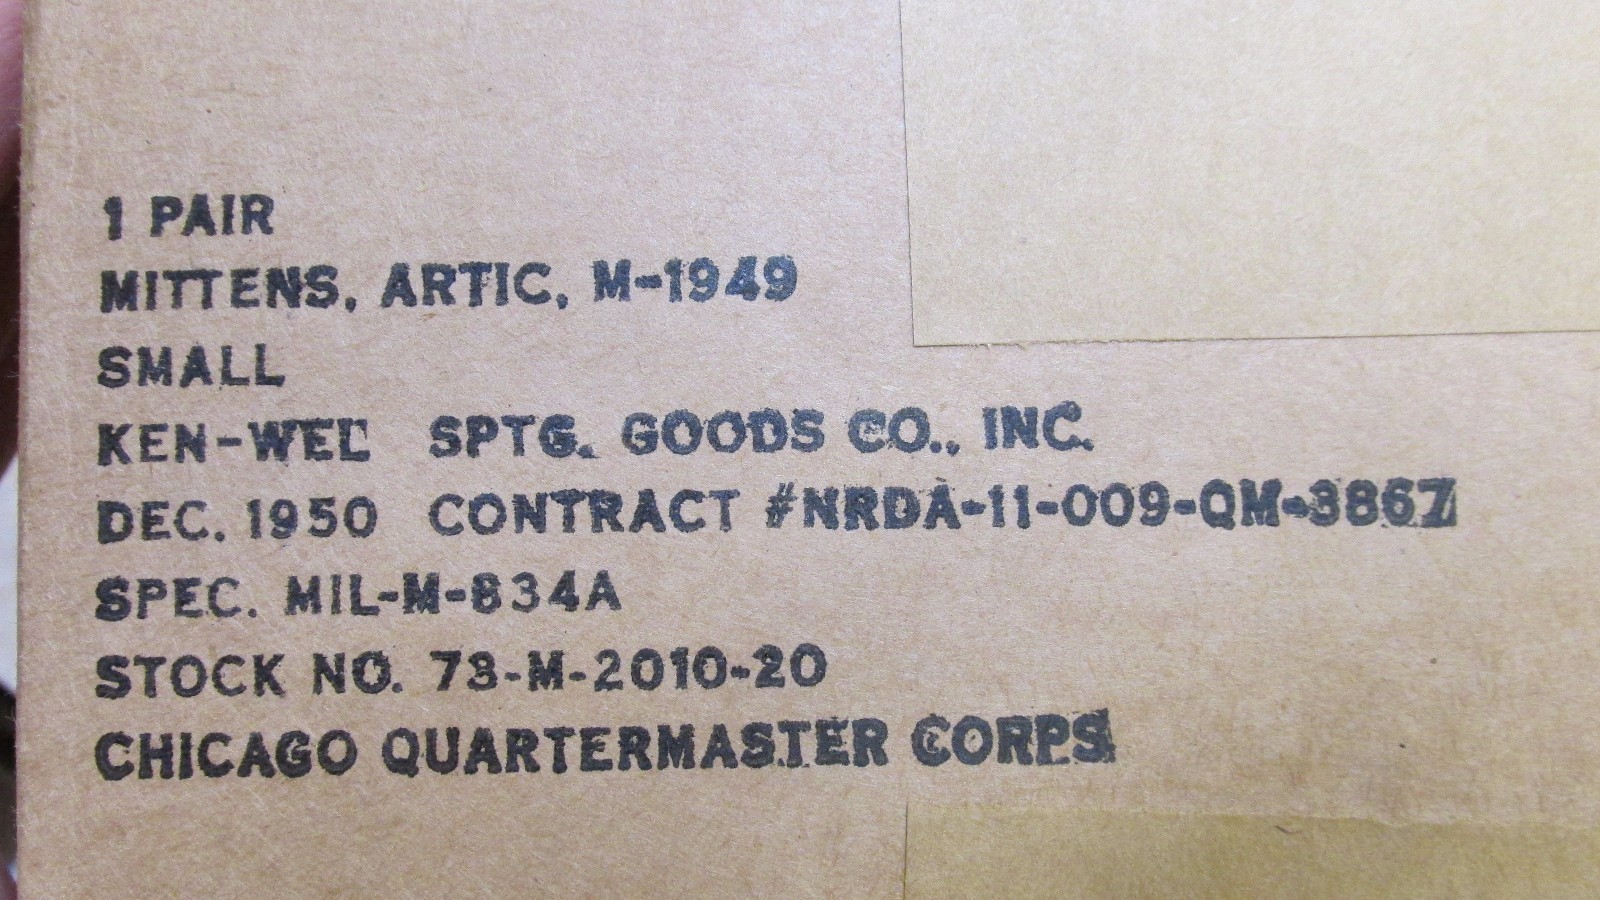 1 PAIR
MITTENS, ARTIC, M-1949
SMALL
KEN-WEL SPTG. GOODS CO., INC.
DEC. 1950 CONTRACT #NRDA-11-009-QM-3867
SPEC. MIL-M-834A
STOCK NO. 73-M-2010-20
CHICAGO QUARTERMASTER CORPS